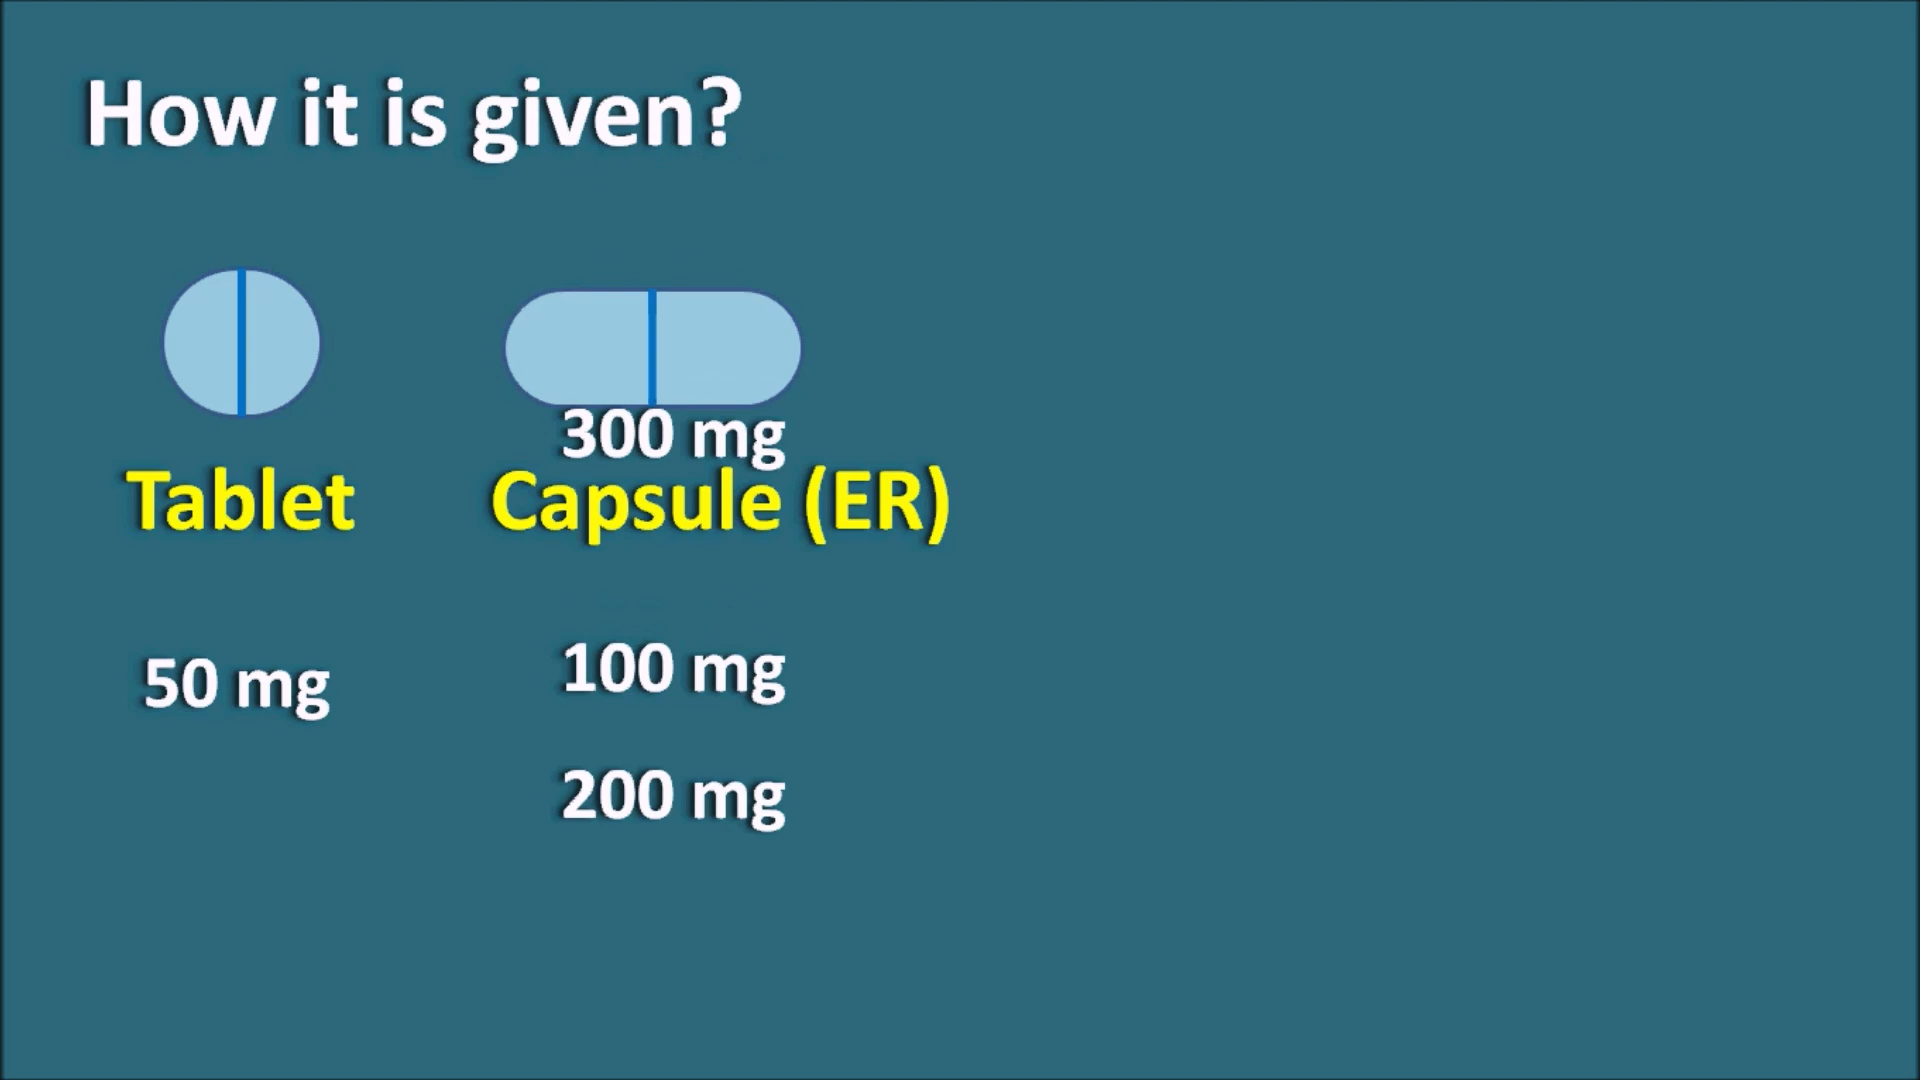 How it is given?
300 mg
Tablet
Capsule (ER)
50 mg
100 mg
200 mg